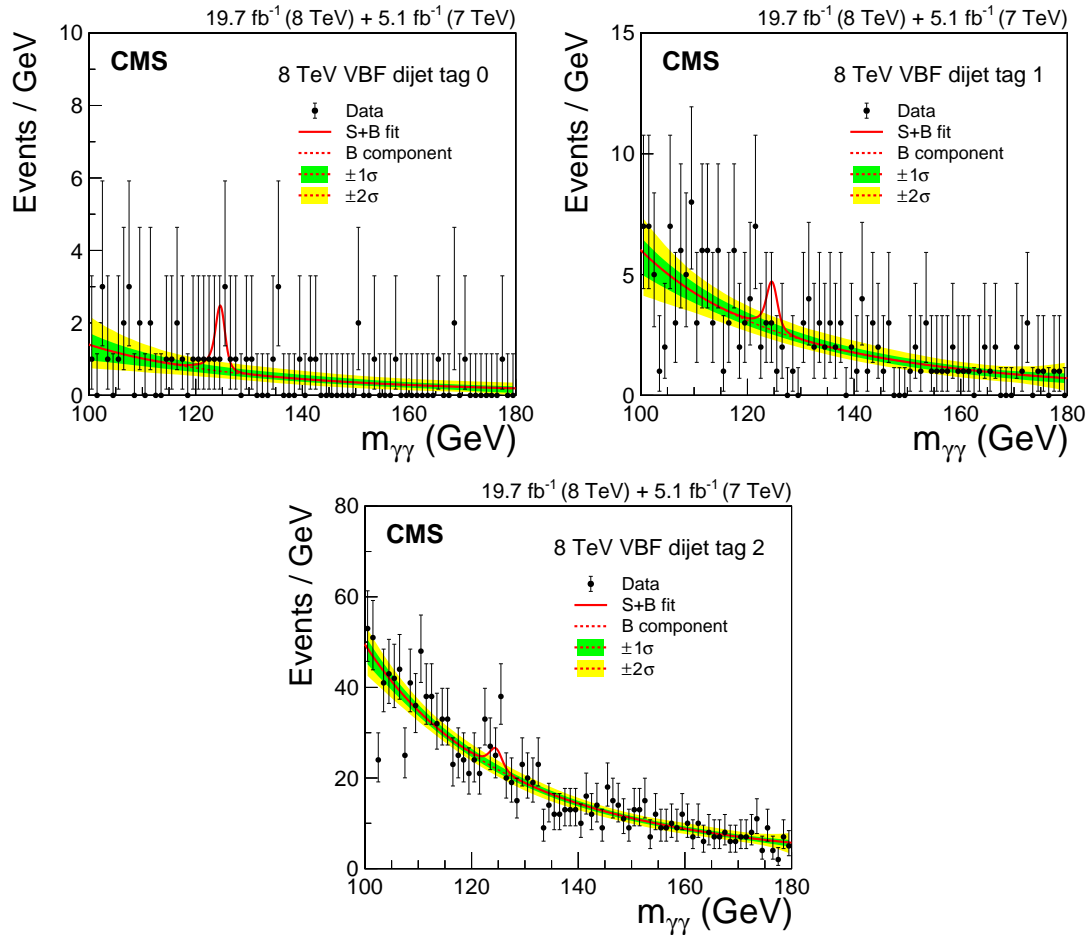 19.7 fb⁻¹ (8 TeV) + 5.1 fb⁻¹ (7 TeV)
CMS
8 TeV VBF dijet tag 0
Data
S+B fit
B component
±1σ
±2σ
Events / GeV
10
8
6
4
2
0
100 120 140 160 180
m_γγ (GeV)
19.7 fb⁻¹ (8 TeV) + 5.1 fb⁻¹ (7 TeV)
CMS
8 TeV VBF dijet tag 1
Data
S+B fit
B component
±1σ
±2σ
Events / GeV
15
10
5
0
100 120 140 160 180
m_γγ (GeV)
19.7 fb⁻¹ (8 TeV) + 5.1 fb⁻¹ (7 TeV)
CMS
8 TeV VBF dijet tag 2
Data
S+B fit
B component
±1σ
±2σ
Events / GeV
80
60
40
20
0
100 120 140 160 180
m_γγ (GeV)